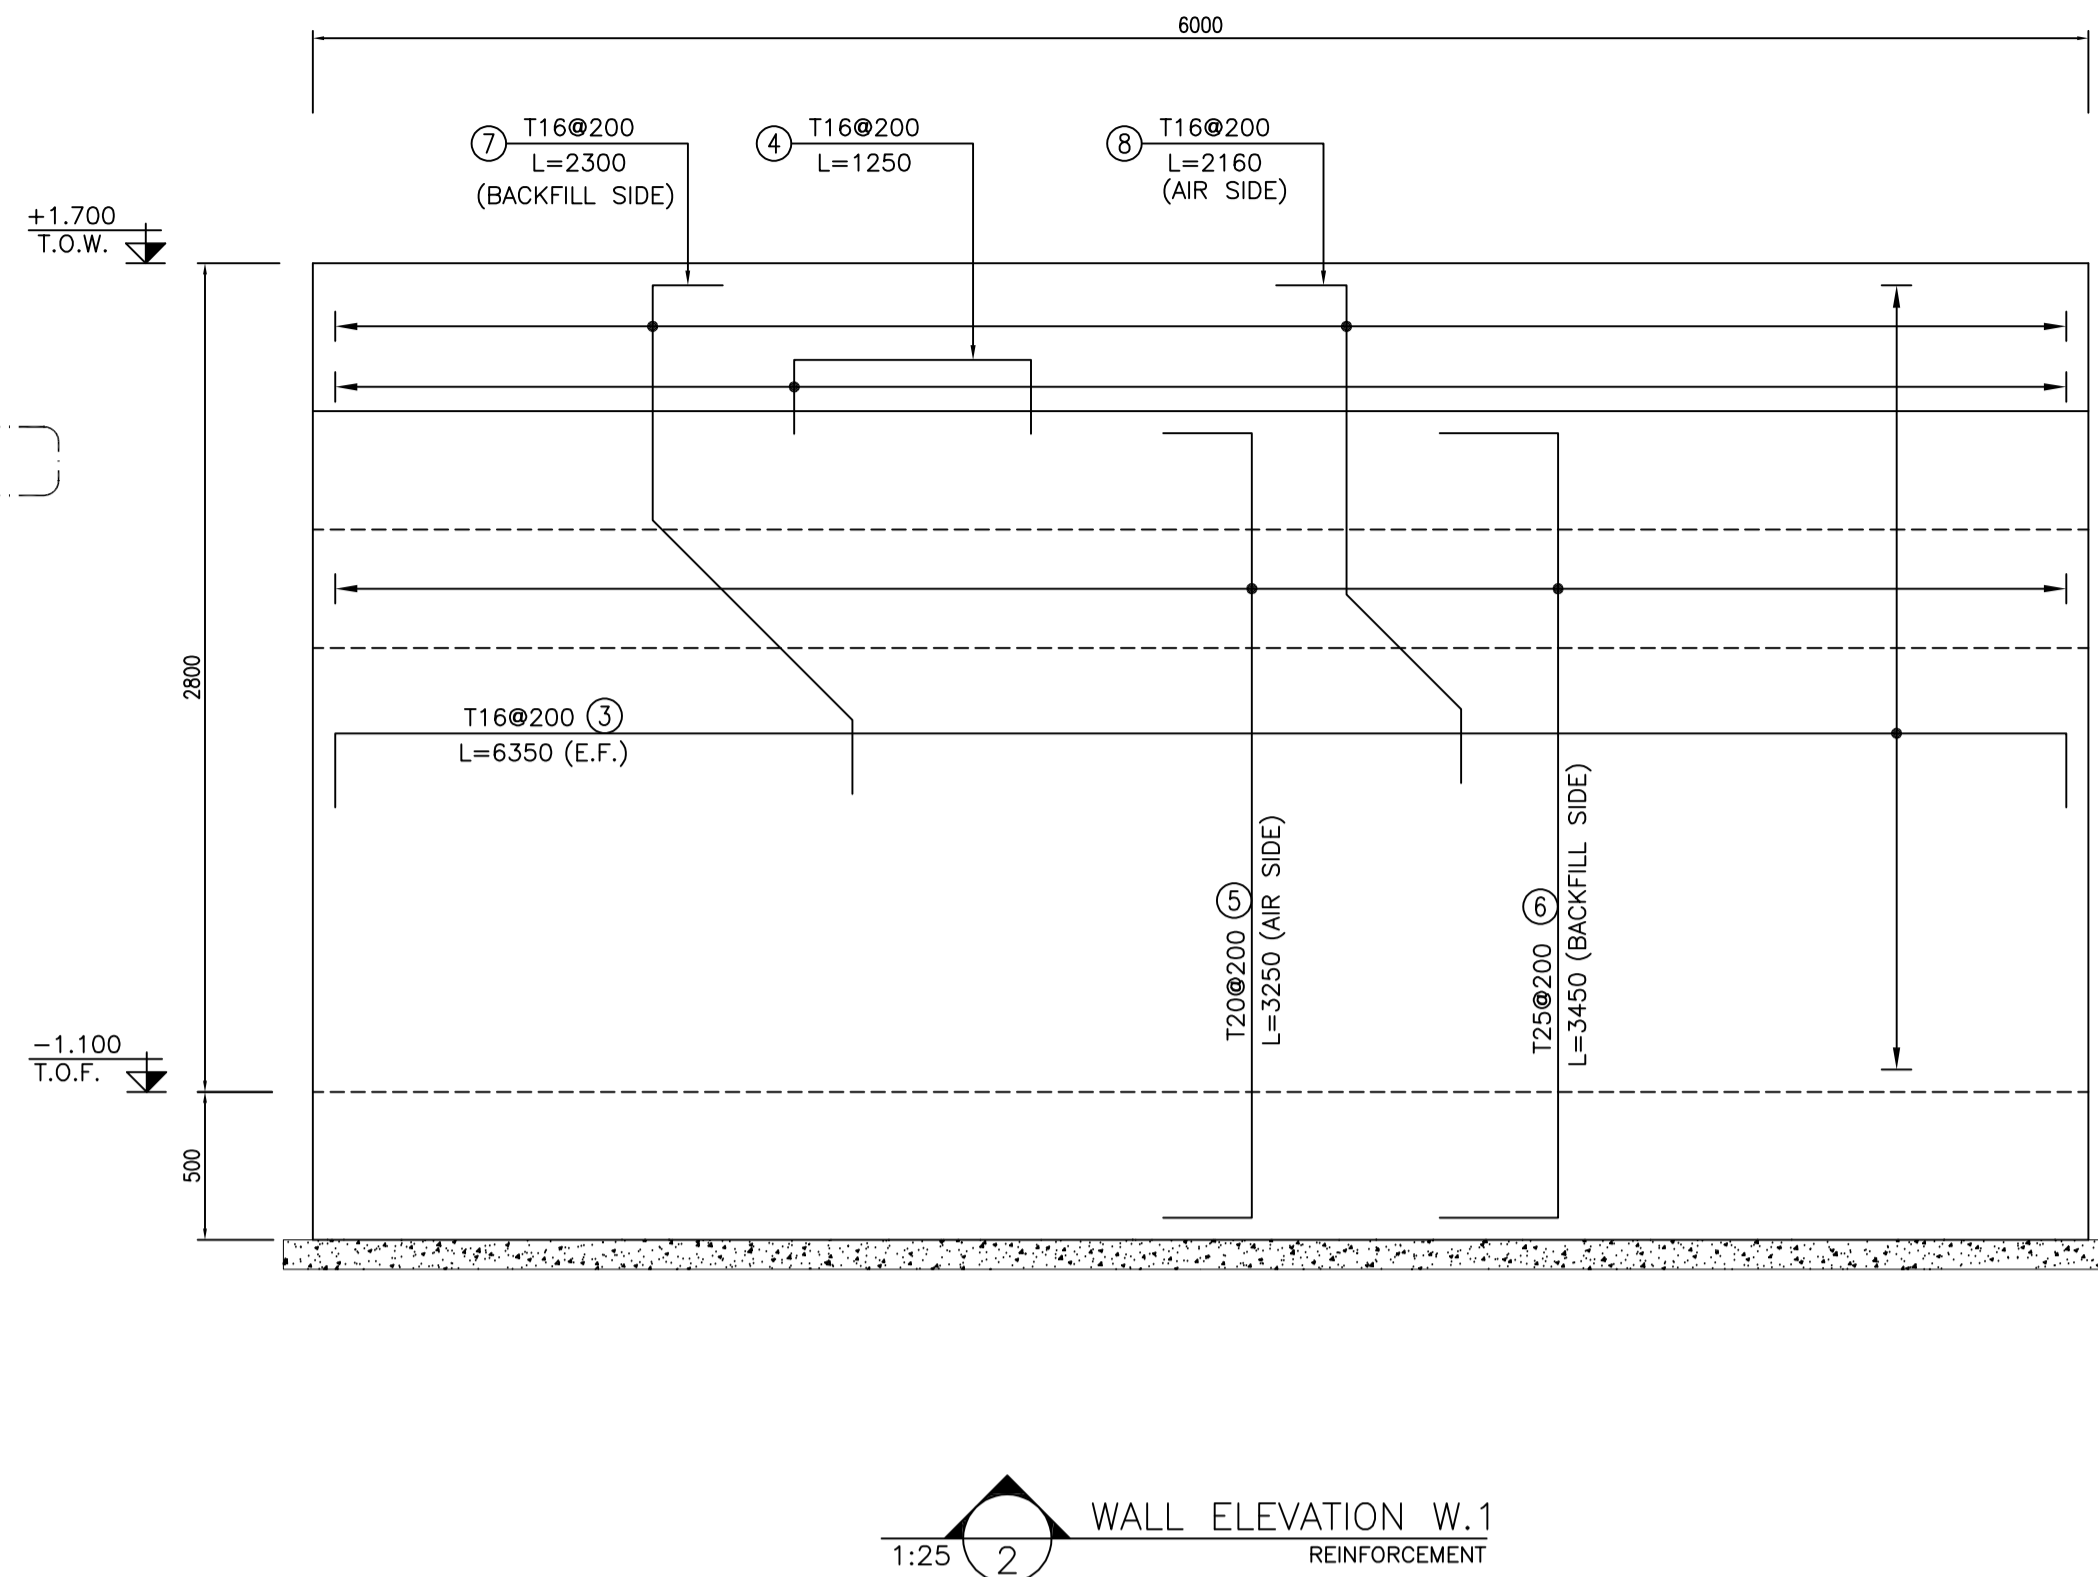 6000
7
T16@200
L=2300
(BACKFILL SIDE)
4
T16@200
L=1250
8
T16@200
L=2160
(AIR SIDE)
+1.700
T.O.W.
2800
T16@200 3
L=6350 (E.F.)
T20@200 5
L=3250 (AIR SIDE)
T25@200 6
L=3450 (BACKFILL SIDE)
-1.100
T.O.F.
500
WALL ELEVATION W.1
1:25
2
REINFORCEMENT